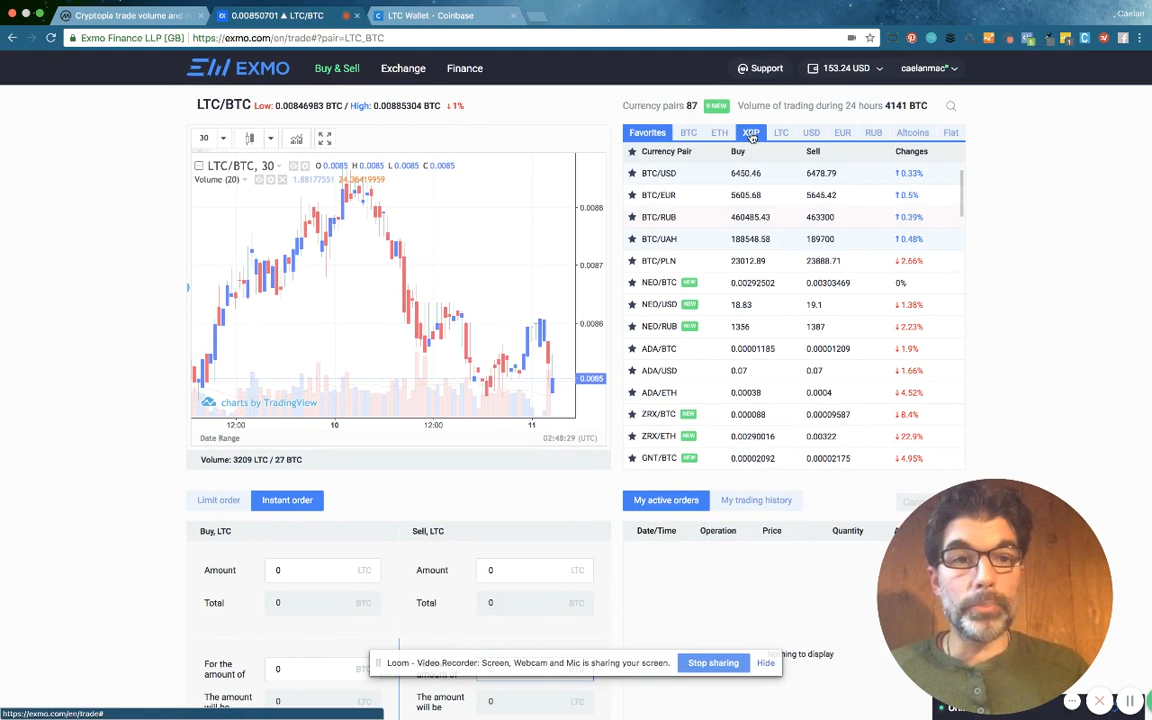 Cryptopia trade volume and m
0.00850701 ▲ LTC/BTC
LTC Wallet - Coinbase
Caelan
Exmo Finance LLP [GB] https://exmo.com/en/trade#?pair=LTC_BTC
EXMO
Buy & Sell
Exchange
Finance
Support
153.24 USD
caelanmac
LTC/BTC Low: 0.00846983 BTC / High: 0.00885304 BTC ↓1%
Currency pairs 87 9 NEW Volume of trading during 24 hours 4141 BTC
30
Favorites BTC ETH XRP LTC USD EUR RUB Altcoins Fiat
Currency Pair Buy Sell Changes
LTC/BTC, 30 O 0.0085 H 0.0085 L 0.0085 C 0.0085
Volume (20) 1.88177551 24.36419959
BTC/USD 6450.46 6478.79 ↑0.33%
BTC/EUR 5605.68 5645.42 ↑0.5%
BTC/RUB 460485.43 463300 ↑0.39%
BTC/UAH 188548.58 189700 ↑0.48%
BTC/PLN 23012.89 23888.71 ↓2.66%
NEO/BTC NEW 0.00292502 0.00303469 0%
NEO/USD NEW 18.83 19.1 ↓1.38%
NEO/RUB NEW 1356 1387 ↓2.23%
ADA/BTC 0.00001185 0.00001209 ↓1.9%
ADA/USD 0.07 0.07 ↓1.66%
ADA/ETH 0.00038 0.0004 ↓4.52%
ZRX/BTC NEW 0.000088 0.00009587 ↓8.4%
ZRX/ETH NEW 0.00290016 0.00322 ↓22.9%
GNT/BTC NEW 0.00002092 0.00002175 ↓4.95%
0.0088
0.0087
0.0086
0.0085
charts by TradingView
12:00 10 12:00 11
Date Range 02:48:29 (UTC)
Volume: 3209 LTC / 27 BTC
Limit order
Instant order
My active orders
My trading history
Buy, LTC
Sell, LTC
Date/Time Operation Price Quantity
Amount 0 LTC
Amount 0 LTC
Total 0 BTC
Total 0 BTC
Nothing to display
For the amount of 0
Loom - Video Recorder: Screen, Webcam and Mic is sharing your screen.
Stop sharing
Hide
The amount
will be 0 BTC
The amount
will be 0 LTC
https://exmo.com/en/trade#